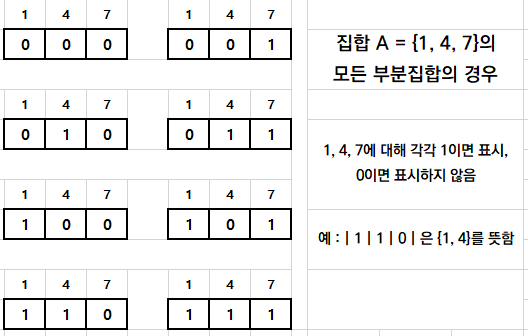 1 4 7
0 0 0
1 4 7
0 0 1
1 4 7
0 1 0
1 4 7
0 1 1
1 4 7
1 0 0
1 4 7
1 0 1
1 4 7
1 1 0
1 4 7
1 1 1
집합 A = {1, 4, 7}의
모든 부분집합의 경우
1, 4, 7에 대해 각각 1이면 표시,
0이면 표시하지 않음
예 : | 1 | 1 | 0 | 은 {1, 4}를 뜻함